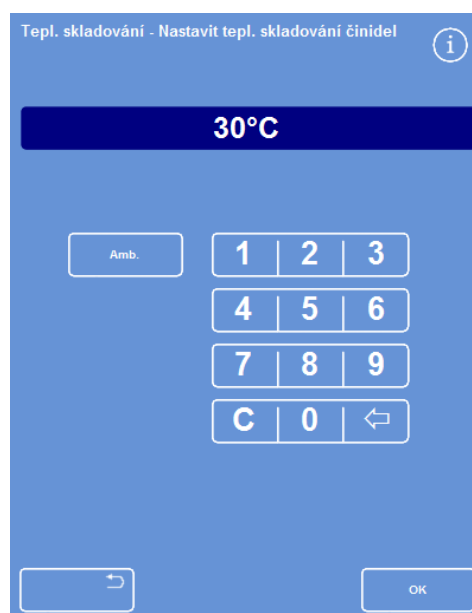 Tepl. skladování - Nastavit tepl. skladování činidel
i
30°C
Amb.
1 2 3
4 5 6
7 8 9
C 0
OK